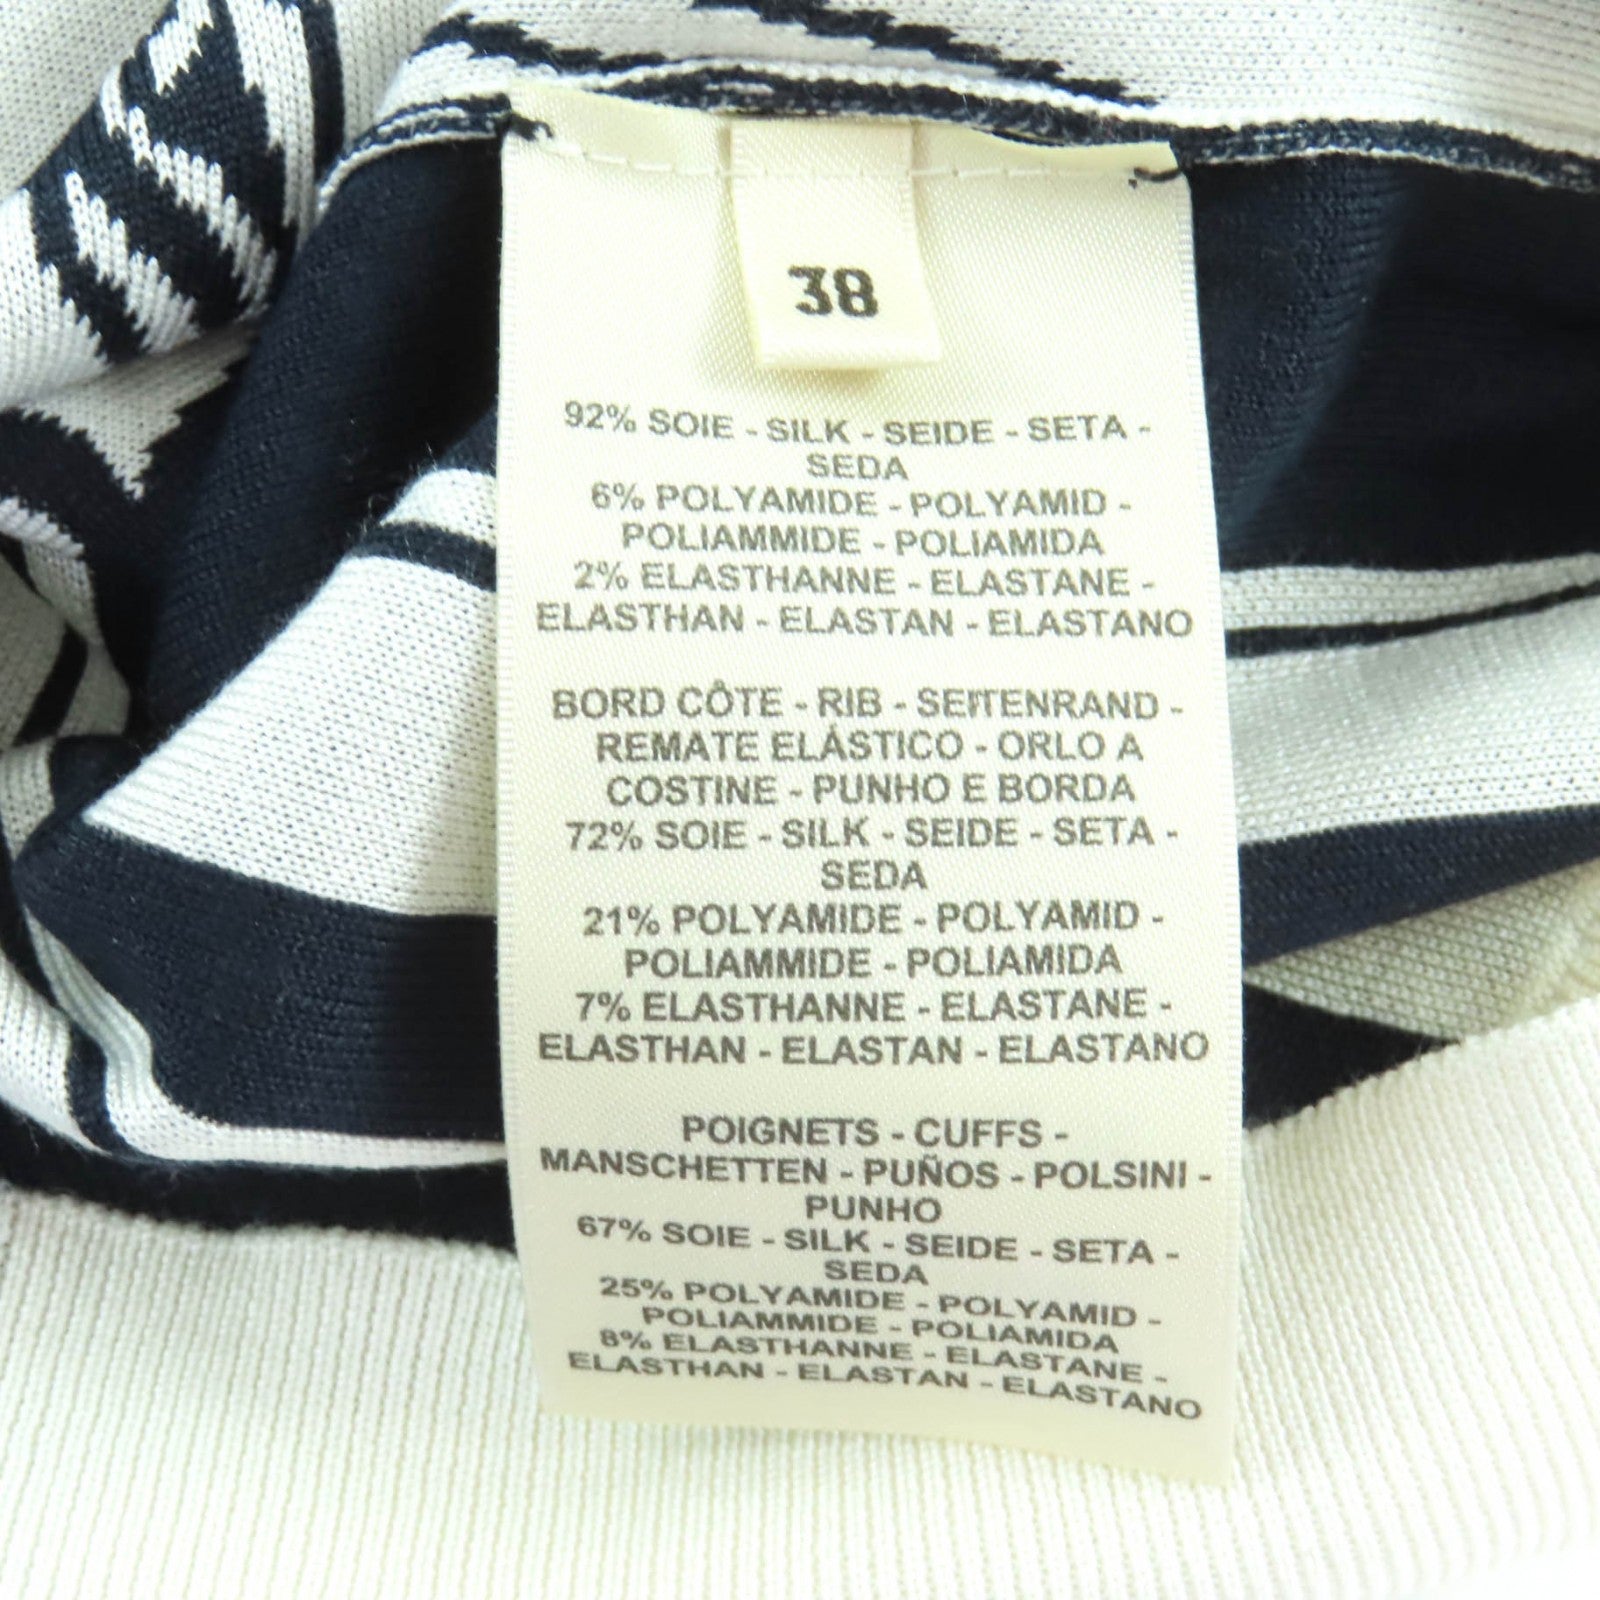 38
92% SOIE - SILK - SEIDE - SETA -
SEDA
6% POLYAMIDE - POLYAMID -
POLIAMMIDE - POLIAMIDA
2% ELASTHANNE - ELASTANE -
ELASTHAN - ELASTAN - ELASTANO
BORD CÔTE - RIB - SEITENRAND -
REMATE ELÁSTICO - ORLO A
COSTINE - PUNHO E BORDA
72% SOIE - SILK - SEIDE - SETA -
SEDA
21% POLYAMIDE - POLYAMID -
POLIAMMIDE - POLIAMIDA
7% ELASTHANNE - ELASTANE -
ELASTHAN - ELASTAN - ELASTANO
POIGNETS - CUFFS -
MANSCHETTEN - PUÑOS - POLSINI -
PUNHO
67% SOIE - SILK - SEIDE - SETA -
SEDA
25% POLYAMIDE - POLYAMID -
POLIAMMIDE - POLIAMIDA
8% ELASTHANNE - ELASTANE -
ELASTHAN - ELASTAN - ELASTANO